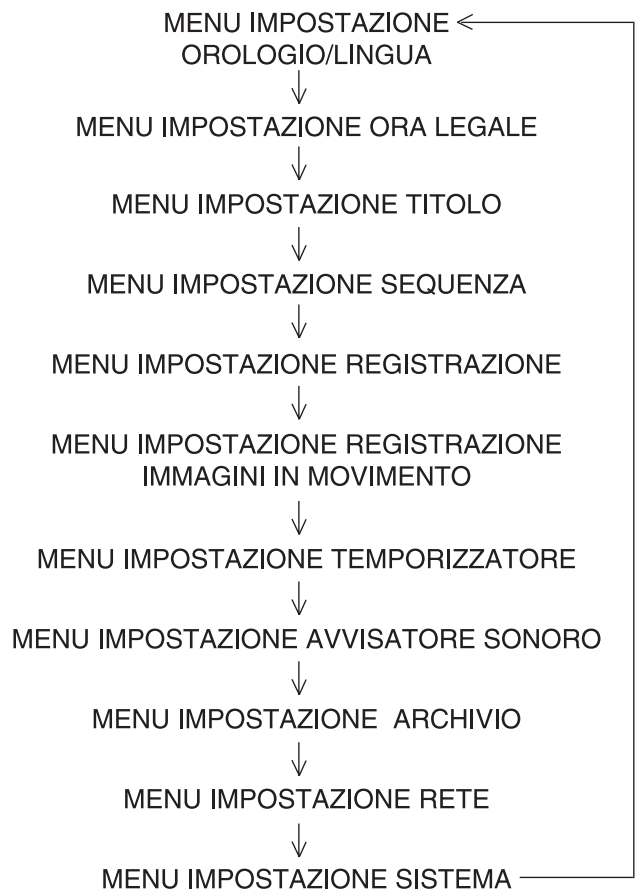 MENU IMPOSTAZIONE
OROLOGIO/LINGUA
MENU IMPOSTAZIONE ORA LEGALE
MENU IMPOSTAZIONE TITOLO
MENU IMPOSTAZIONE SEQUENZA
MENU IMPOSTAZIONE REGISTRAZIONE
MENU IMPOSTAZIONE REGISTRAZIONE
IMMAGINI IN MOVIMENTO
MENU IMPOSTAZIONE TEMPORIZZATORE
MENU IMPOSTAZIONE AVVISATORE SONORO
MENU IMPOSTAZIONE ARCHIVIO
MENU IMPOSTAZIONE RETE
MENU IMPOSTAZIONE SISTEMA